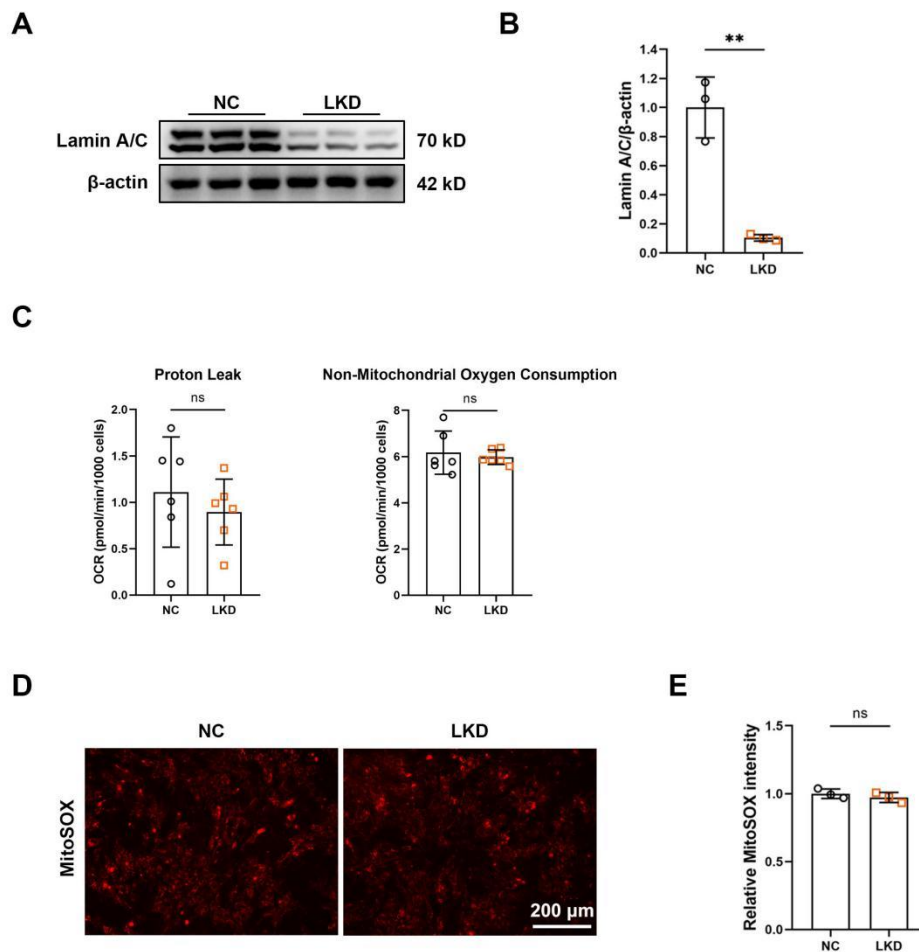 A
NC LKD
Lamin A/C 70 kD
β-actin 42 kD
B
**
Lamin A/C/β-actin
1.4
1.2
1.0
0.8
0.6
0.4
0.2
0.0
NC LKD
C
Proton Leak
ns
OCR (pmol/min/1000 cells)
2.0
1.5
1.0
0.5
0.0
NC LKD
Non-Mitochondrial Oxygen Consumption
ns
OCR (pmol/min/1000 cells)
8
6
4
2
0
NC LKD
D
NC LKD
MitoSOX
200 μm
E
ns
Relative MitoSOX intensity
1.5
1.0
0.5
0.0
NC LKD